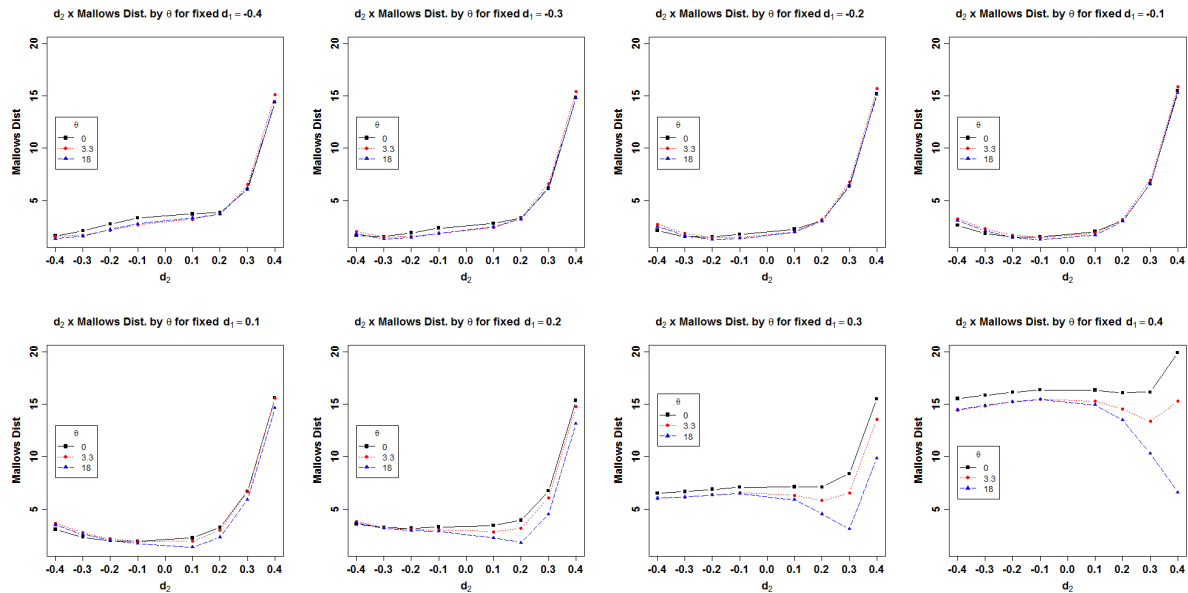 d₂ x Mallows Dist. by θ for fixed d₁ = -0.4
Mallows Dist
20
15
10
5
θ
0
3.3
18
-0.4 -0.3 -0.2 -0.1 0.0 0.1 0.2 0.3 0.4
d₂
d₂ x Mallows Dist. by θ for fixed d₁ = -0.3
Mallows Dist
20
15
10
5
θ
0
3.3
18
-0.4 -0.3 -0.2 -0.1 0.0 0.1 0.2 0.3 0.4
d₂
d₂ x Mallows Dist. by θ for fixed d₁ = -0.2
Mallows Dist
20
15
10
5
θ
0
3.3
18
-0.4 -0.3 -0.2 -0.1 0.0 0.1 0.2 0.3 0.4
d₂
d₂ x Mallows Dist. by θ for fixed d₁ = -0.1
Mallows Dist
20
15
10
5
θ
0
3.3
18
-0.4 -0.3 -0.2 -0.1 0.0 0.1 0.2 0.3 0.4
d₂
d₂ x Mallows Dist. by θ for fixed d₁ = 0.1
Mallows Dist
20
15
10
5
θ
0
3.3
18
-0.4 -0.3 -0.2 -0.1 0.0 0.1 0.2 0.3 0.4
d₂
d₂ x Mallows Dist. by θ for fixed d₁ = 0.2
Mallows Dist
20
15
10
5
θ
0
3.3
18
-0.4 -0.3 -0.2 -0.1 0.0 0.1 0.2 0.3 0.4
d₂
d₂ x Mallows Dist. by θ for fixed d₁ = 0.3
Mallows Dist
20
15
10
5
θ
0
3.3
18
-0.4 -0.3 -0.2 -0.1 0.0 0.1 0.2 0.3 0.4
d₂
d₂ x Mallows Dist. by θ for fixed d₁ = 0.4
Mallows Dist
20
15
10
5
θ
0
3.3
18
-0.4 -0.3 -0.2 -0.1 0.0 0.1 0.2 0.3 0.4
d₂